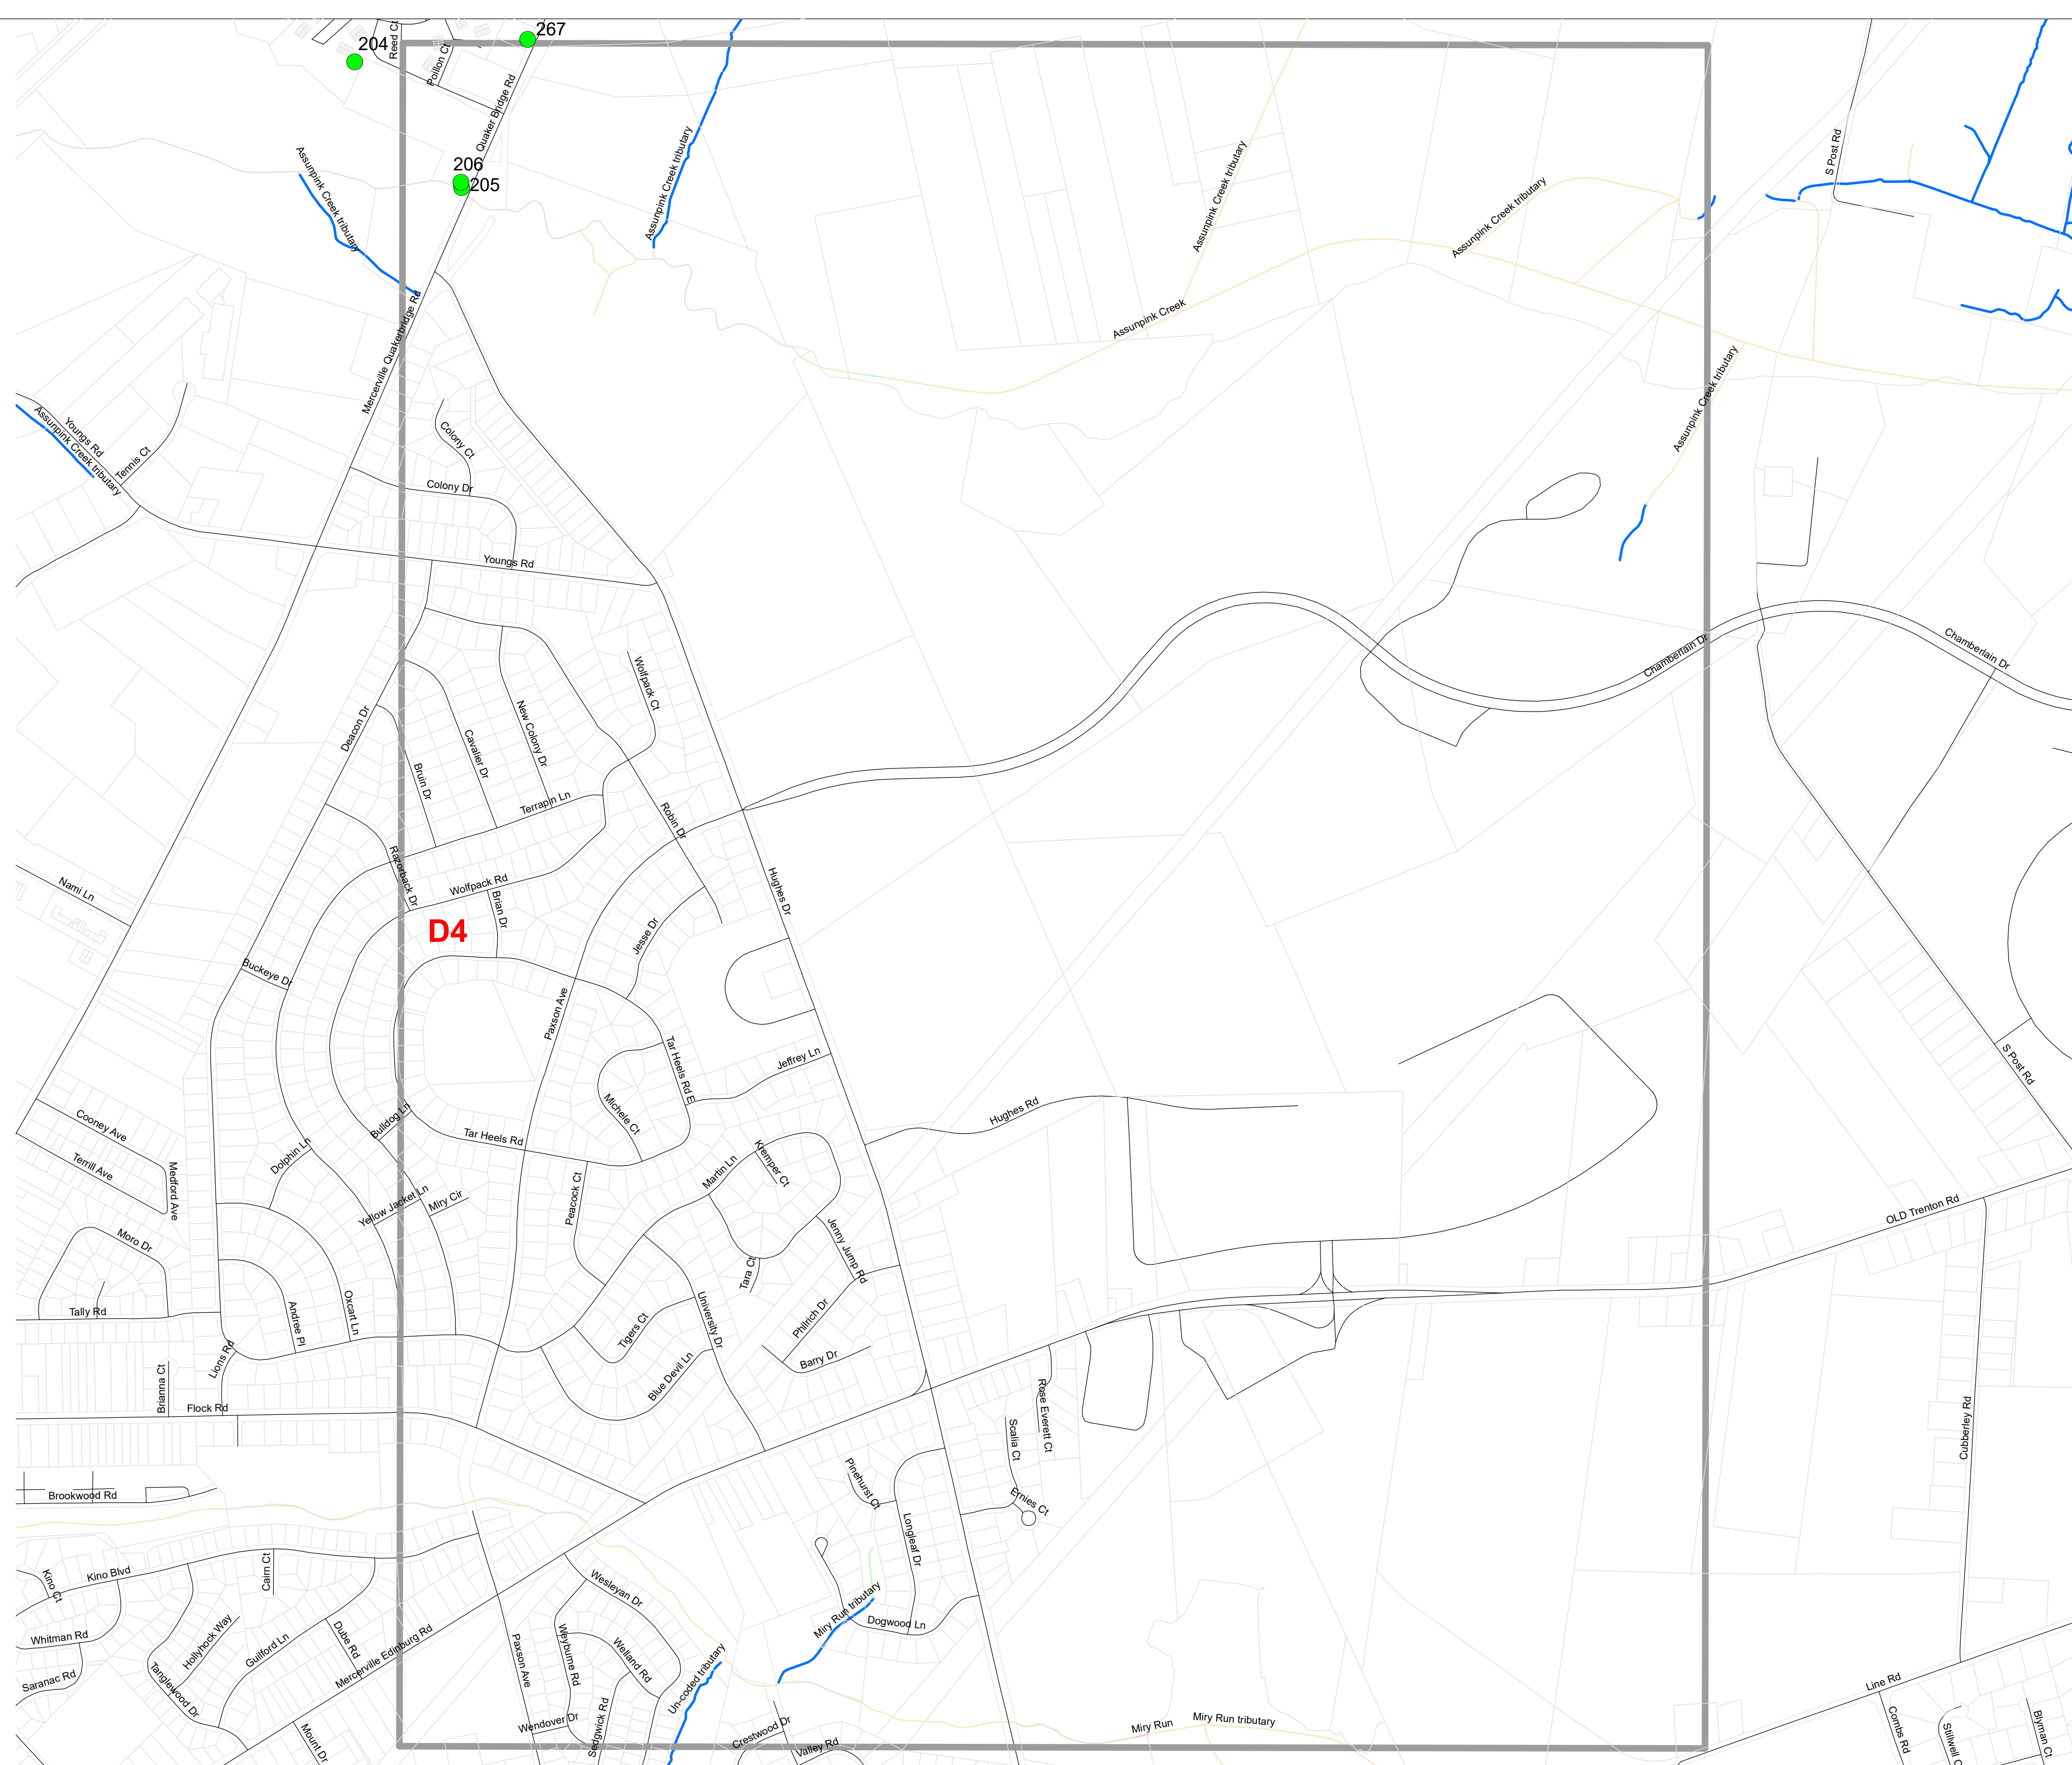 267
204
Reed Ct
Poillon Ct
Quaker Bridge Rd
206
205
Assunpink Creek tributary
Assunpink Creek tributary
Assunpink Creek tributary
Assunpink Creek tributary
S Post Rd
Mercerville Quakerbridge Rd
Assunpink Creek
Assunpink Creek tributary
Youngs Rd
Assunpink Creek tributary
Tennis Ct
Colony Ct
Colony Dr
Youngs Rd
Chamberlain Dr
Chamberlain Dr
Wolfpack Ct
New Colony Dr
Deacon Dr
Cavalier Dr
Bruin Dr
Terrapin Ln
Robin Dr
Razorback Dr
Wolfpack Rd
Brian Dr
Hughes Dr
Nami Ln
D4
Jesse Dr
Buckeye Dr
Paxson Ave
Tar Heels Rd E
Jeffrey Ln
S Post Rd
Michele Ct
Hughes Rd
Cooney Ave
Bulldog Ln
Tar Heels Rd
Terrill Ave
Medford Ave
Dolphin Ln
Martin Ln
Kremper Ct
Peacock Ct
Yellow Jacket Ln
Miry Cir
OLD Trenton Rd
Moro Dr
Jenny Jump Rd
Tara Ct
Tally Rd
Andree Pl
Oxcart Ln
University Dr
Philrich Dr
Tigers Ct
Lions Rd
Barry Dr
Brianna Ct
Blue Devil Ln
Flock Rd
Rose Everett Ct
Scalia Ct
Cubberley Rd
Pinehurst Ct
Ernies Ct
Brookwood Rd
Longleaf Dr
Kino Ct
Kino Blvd
Cairn Ct
Wesleyan Dr
Miry Run tributary
Dogwood Ln
Whitman Rd
Hollyhock Way
Guilford Ln
Dube Rd
Mercerville Edinburg Rd
Paxson Ave
Weyburne Rd
Welland Rd
Un-coded tributary
Saranac Rd
Tanglewood Dr
Line Rd
Wendover Dr
Sedgwick Rd
Crestwood Dr
Valley Rd
Miry Run
Miry Run tributary
Mount Dr
Combs Rd
Stillwell C
Blyman Ct